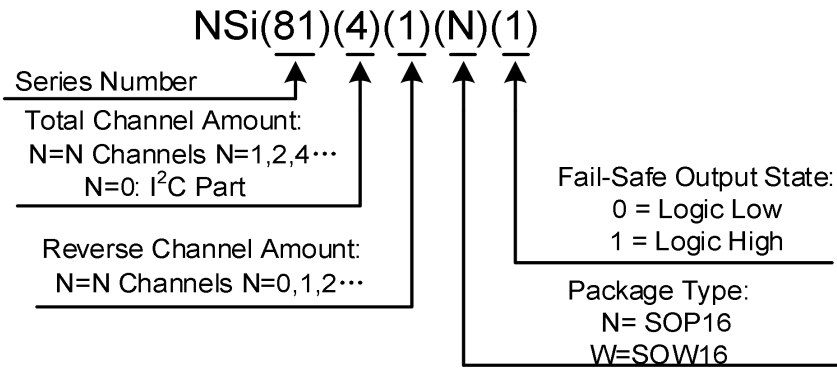 NSi(81)(4)(1)(N)(1)
Series Number
Total Channel Amount:
N=N Channels N=1,2,4⋯
N=0: I²C Part
Reverse Channel Amount:
N=N Channels N=0,1,2⋯
Fail-Safe Output State:
0 = Logic Low
1 = Logic High
Package Type:
N= SOP16
W=SOW16